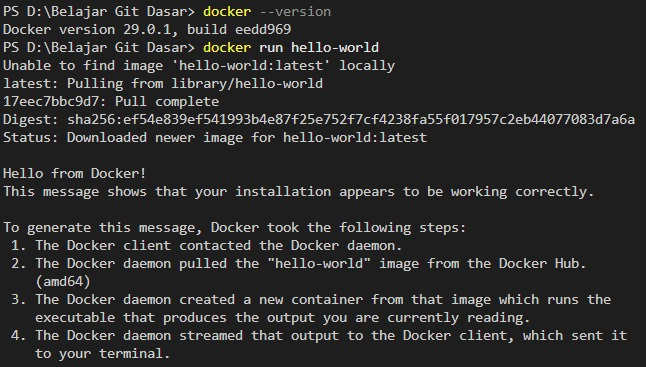 PS D:\Belajar Git Dasar> docker --version
Docker version 29.0.1, build eedd969
PS D:\Belajar Git Dasar> docker run hello-world
Unable to find image 'hello-world:latest' locally
latest: Pulling from library/hello-world
17eec7bbc9d7: Pull complete
Digest: sha256:ef54e839ef541993b4e87f25e752f7cf4238fa55f017957c2eb44077083d7a6a
Status: Downloaded newer image for hello-world:latest

Hello from Docker!
This message shows that your installation appears to be working correctly.

To generate this message, Docker took the following steps:
 1. The Docker client contacted the Docker daemon.
 2. The Docker daemon pulled the "hello-world" image from the Docker Hub.
    (amd64)
 3. The Docker daemon created a new container from that image which runs the
    executable that produces the output you are currently reading.
 4. The Docker daemon streamed that output to the Docker client, which sent it
    to your terminal.